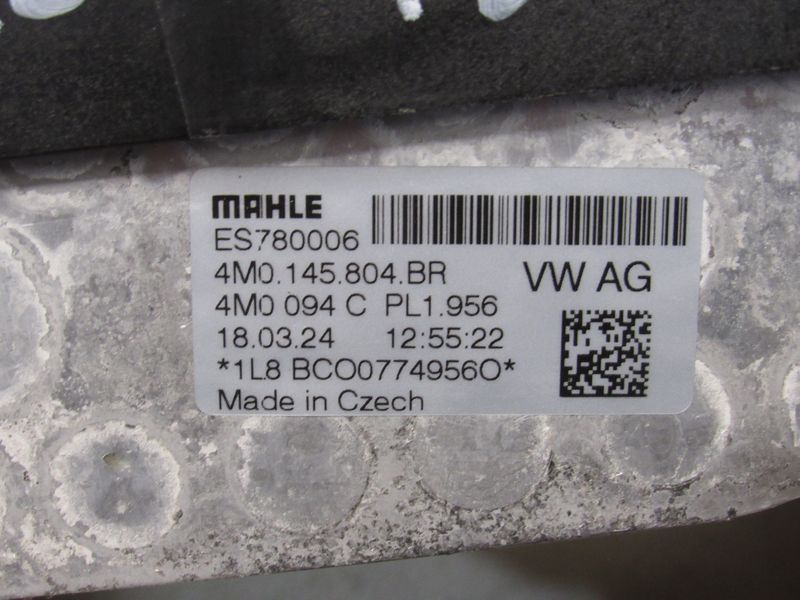 MAHLE
ES780006
4M0.145.804.BR VW AG
4M0 094 C PL1.956
18.03.24 12:55:22
*1L8 BCO0774956O*
Made in Czech